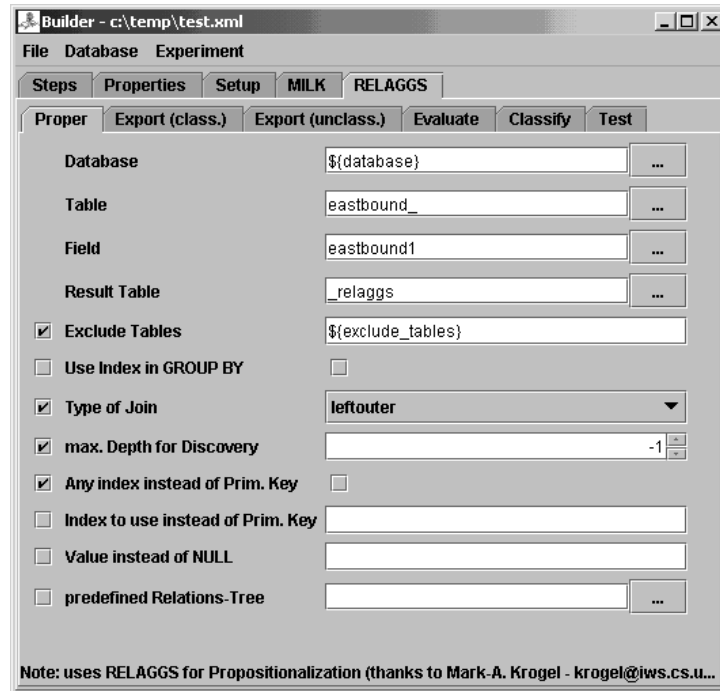 Builder - c:\temp\test.xml
File Database Experiment
Steps Properties Setup MILK RELAGGS
Proper Export (class.) Export (unclass.) Evaluate Classify Test
Database ${database} ...
Table eastbound_ ...
Field eastbound1 ...
Result Table _relaggs ...
Exclude Tables ${exclude_tables}
Use Index in GROUP BY
Type of Join leftouter
max. Depth for Discovery -1
Any index instead of Prim. Key
Index to use instead of Prim. Key
Value instead of NULL
predefined Relations-Tree ...
Note: uses RELAGGS for Propositionalization (thanks to Mark-A. Krogel - krogel@iws.cs.u...